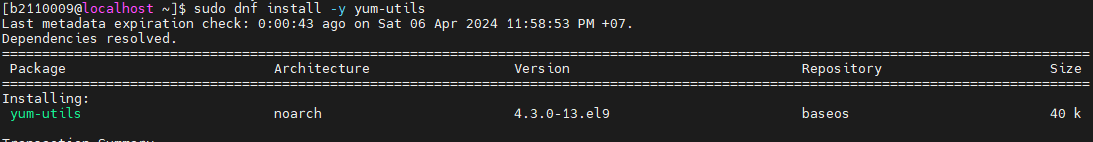 [b2110009@localhost ~]$ sudo dnf install -y yum-utils
Last metadata expiration check: 0:00:43 ago on Sat 06 Apr 2024 11:58:53 PM +07.
Dependencies resolved.
================================================================================================================================
Package Architecture Version Repository Size
================================================================================================================================
Installing:
yum-utils noarch 4.3.0-13.el9 baseos 40 k
Transaction Summary